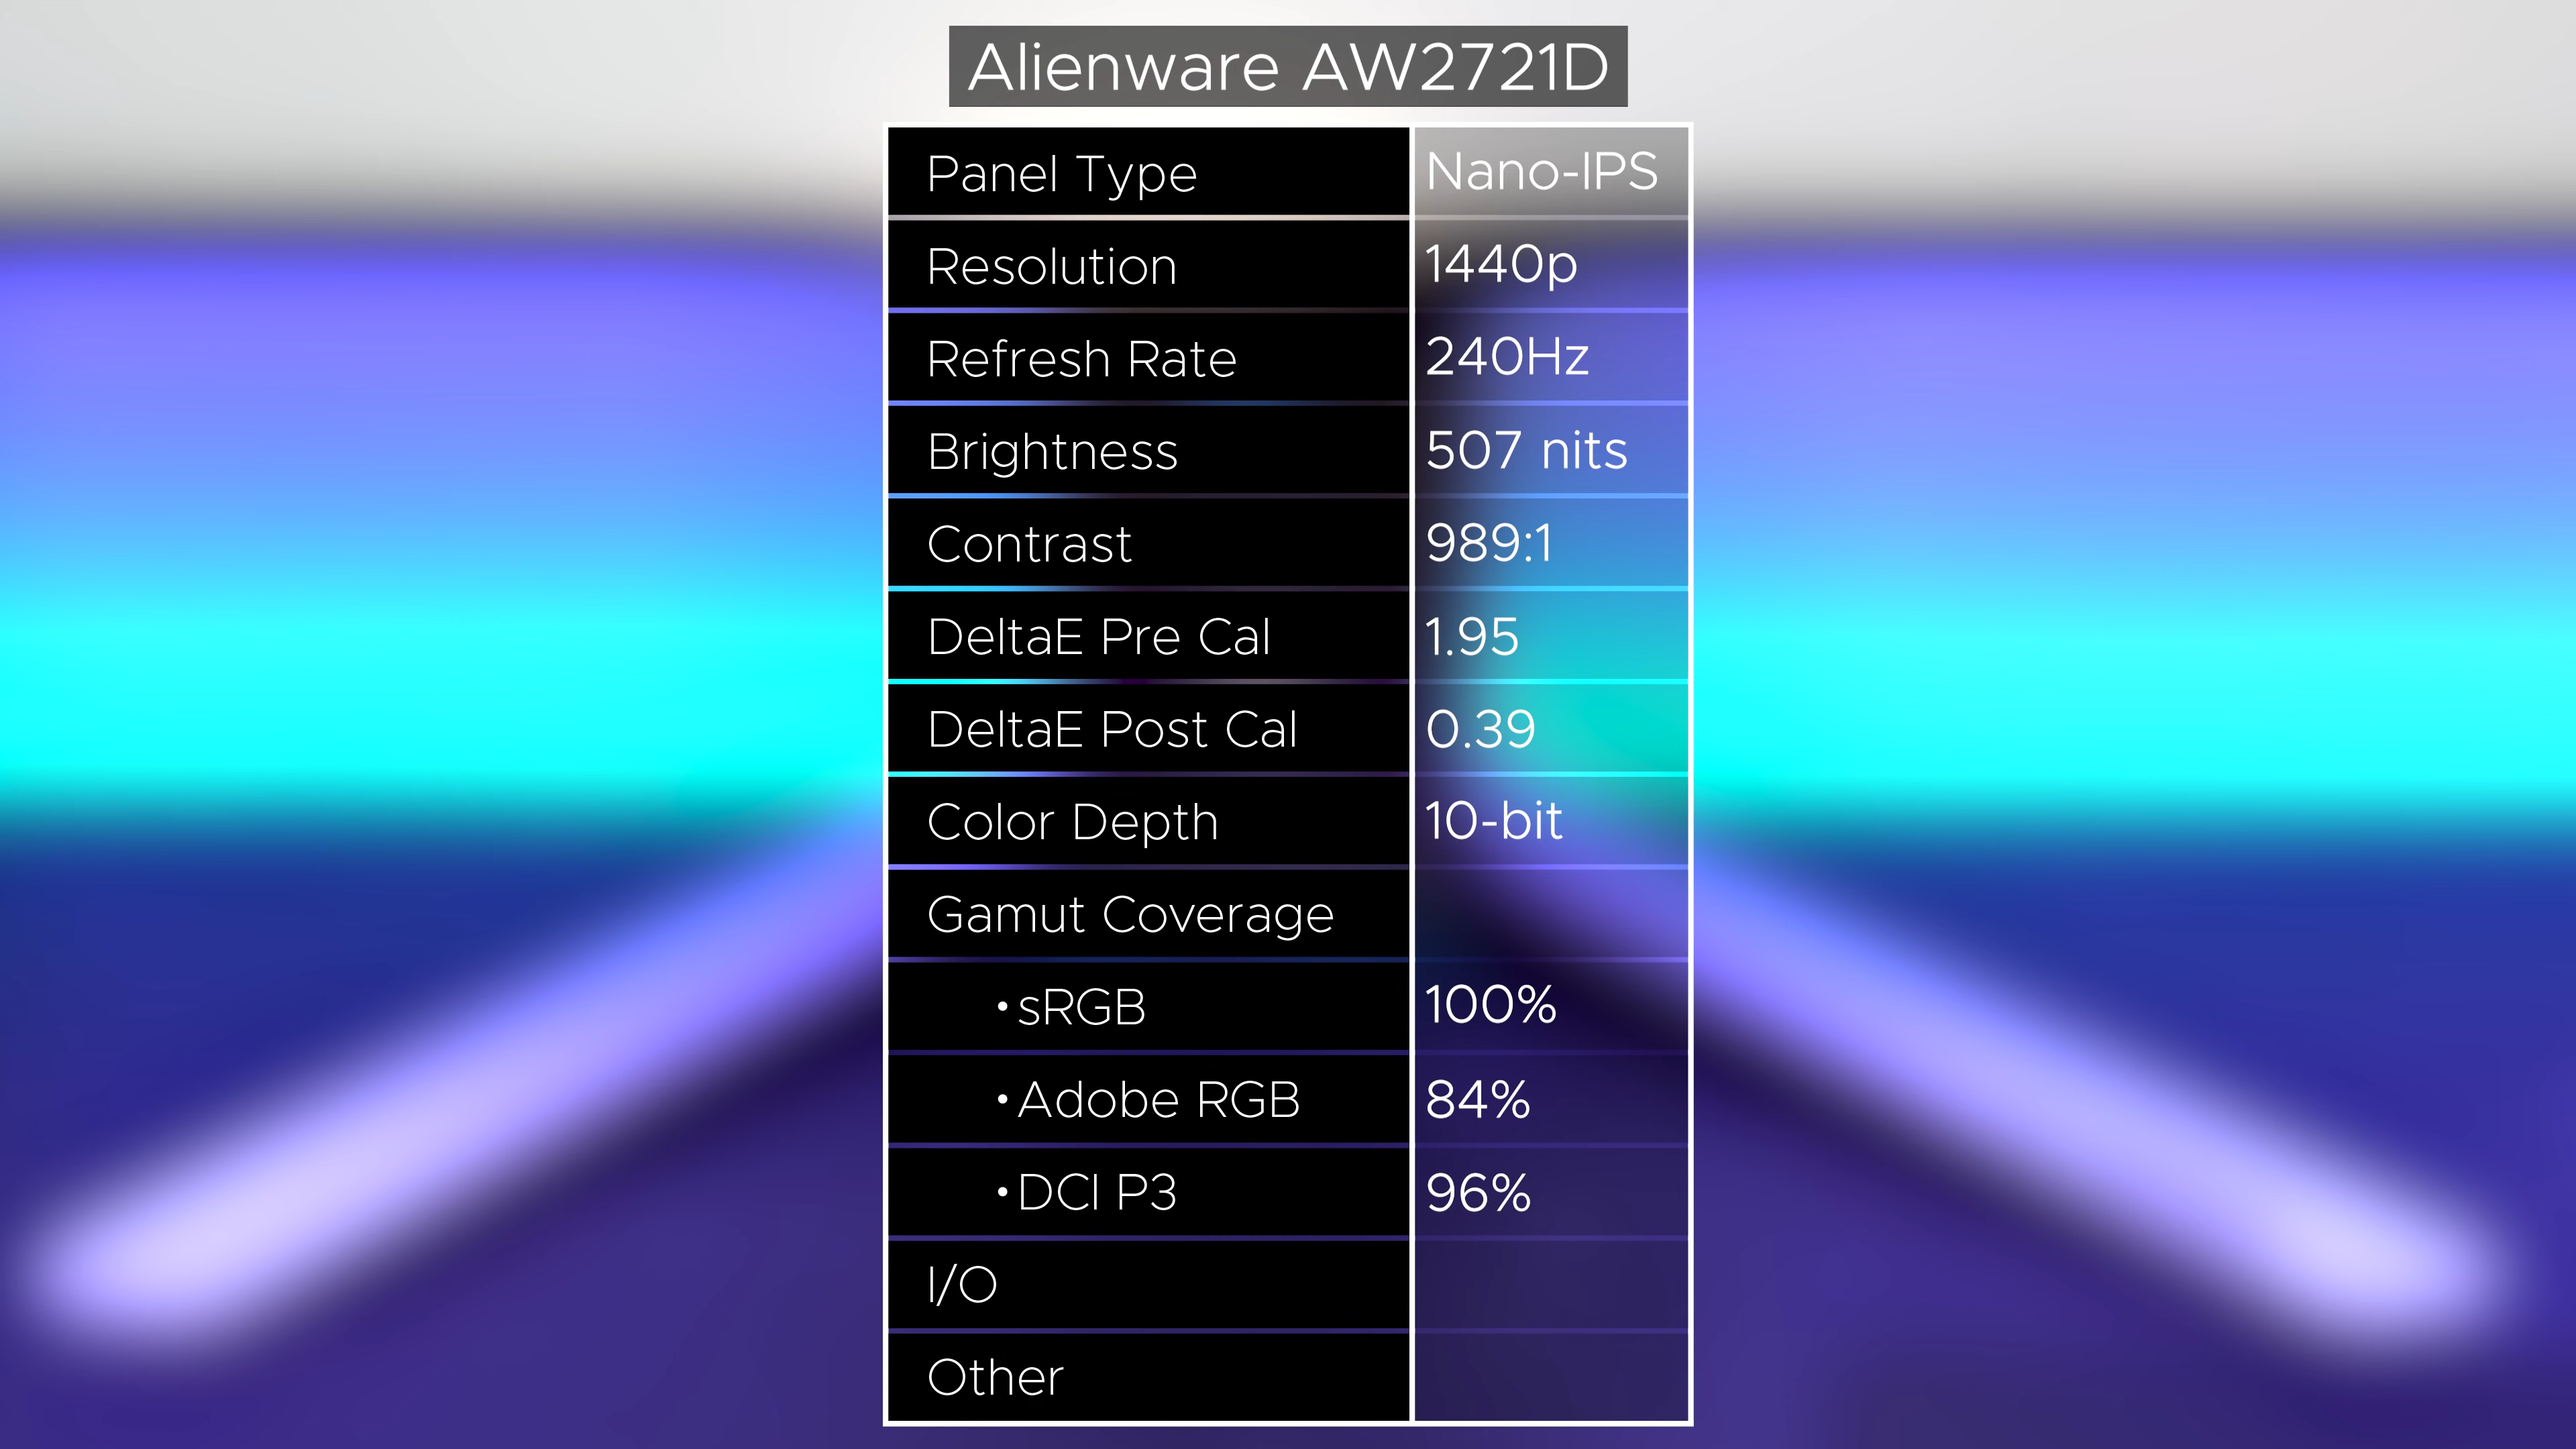 Alienware AW2721D
Panel Type Nano-IPS
Resolution 1440p
Refresh Rate 240Hz
Brightness 507 nits
Contrast 989:1
DeltaE Pre Cal 1.95
DeltaE Post Cal 0.39
Color Depth 10-bit
Gamut Coverage
•sRGB 100%
•Adobe RGB 84%
•DCI P3 96%
I/O
Other